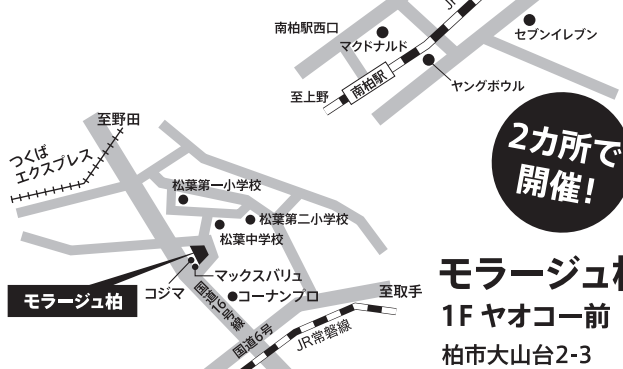 JR
南柏駅西口
マクドナルド
セブンイレブン
南柏駅
至上野
ヤングボウル
2カ所で
開催!
至野田
つくば
エクスプレス
松葉第一小学校
松葉第二小学校
松葉中学校
マックスバリュ
コジマ
モラージュ柏
国道16号線
コーナンプロ
至取手
国道6号
JR常磐線
モラージュ柏
1F ヤオコー前
柏市大山台2-3